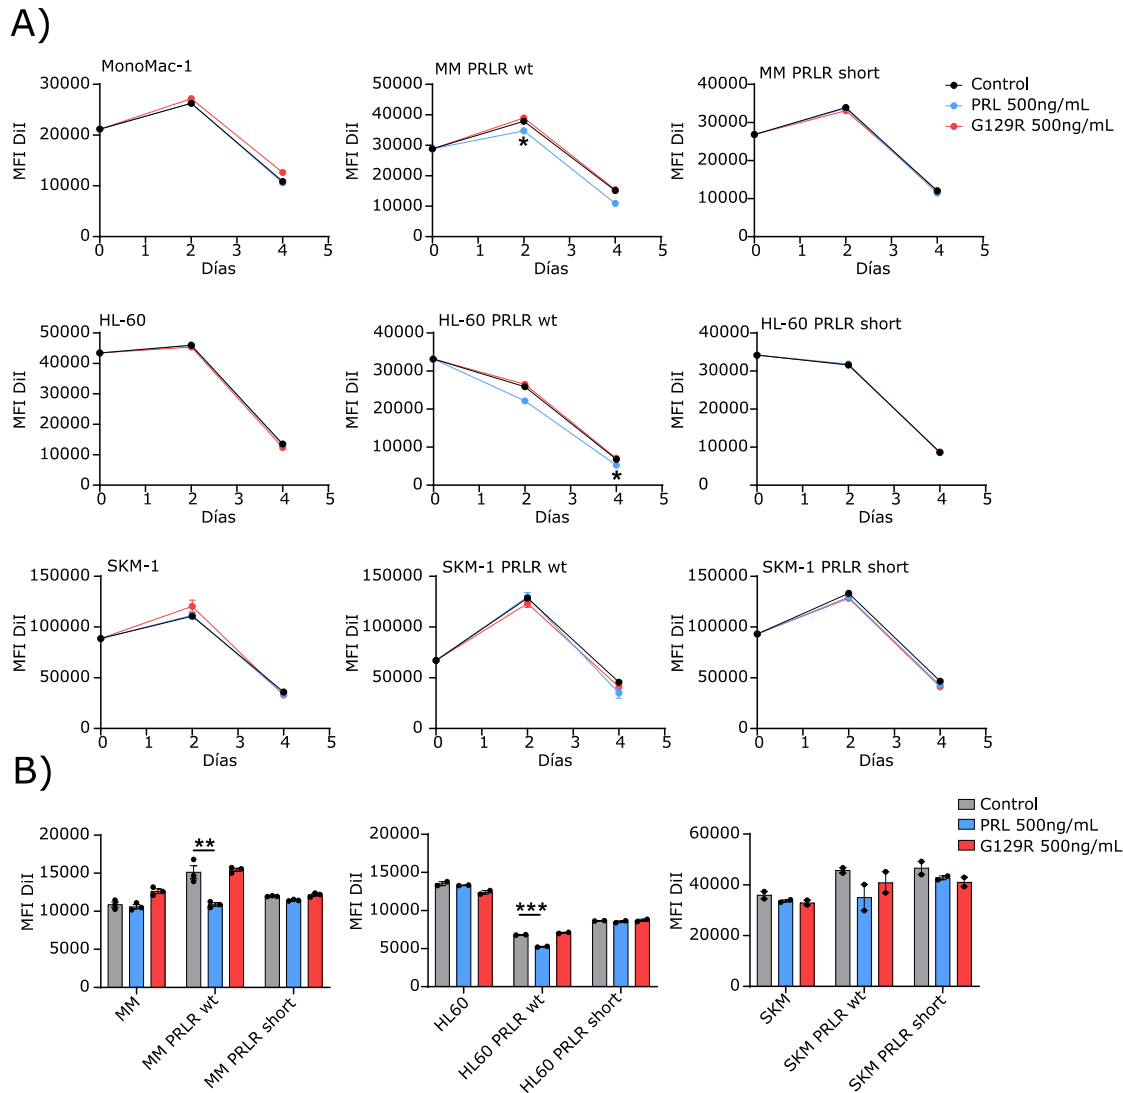 A)
MonoMac-1
MM PRLR wt
MM PRLR short
Control
PRL 500ng/mL
G129R 500ng/mL
30000
20000
10000
0
MFI DiI
0 1 2 3 4 5
Días
50000
40000
30000
20000
10000
0
MFI DiI
*
0 1 2 3 4 5
Días
40000
30000
20000
10000
0
MFI DiI
0 1 2 3 4 5
Días
HL-60
HL-60 PRLR wt
HL-60 PRLR short
50000
40000
30000
20000
10000
0
MFI DiI
0 1 2 3 4 5
Días
40000
30000
20000
10000
0
MFI DiI
*
0 1 2 3 4 5
Días
40000
30000
20000
10000
0
MFI DiI
0 1 2 3 4 5
Días
SKM-1
SKM-1 PRLR wt
SKM-1 PRLR short
150000
100000
50000
0
MFI DiI
0 1 2 3 4 5
Días
150000
100000
50000
0
MFI DiI
0 1 2 3 4 5
Días
150000
100000
50000
0
MFI DiI
0 1 2 3 4 5
Días
B)
Control
PRL 500ng/mL
G129R 500ng/mL
20000
15000
10000
5000
0
MFI DiI
**
MM
MM PRLR wt
MM PRLR short
20000
15000
10000
5000
0
MFI DiI
***
HL60
HL60 PRLR wt
HL60 PRLR short
60000
40000
20000
0
MFI DiI
SKM
SKM PRLR wt
SKM PRLR short